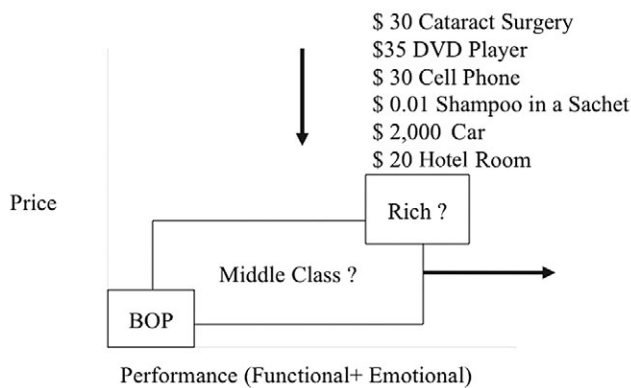 $ 30 Cataract Surgery
$35 DVD Player
$ 30 Cell Phone
$ 0.01 Shampoo in a Sachet
$ 2,000 Car
$ 20 Hotel Room
Price
Rich ?
Middle Class ?
BOP
Performance (Functional+ Emotional)